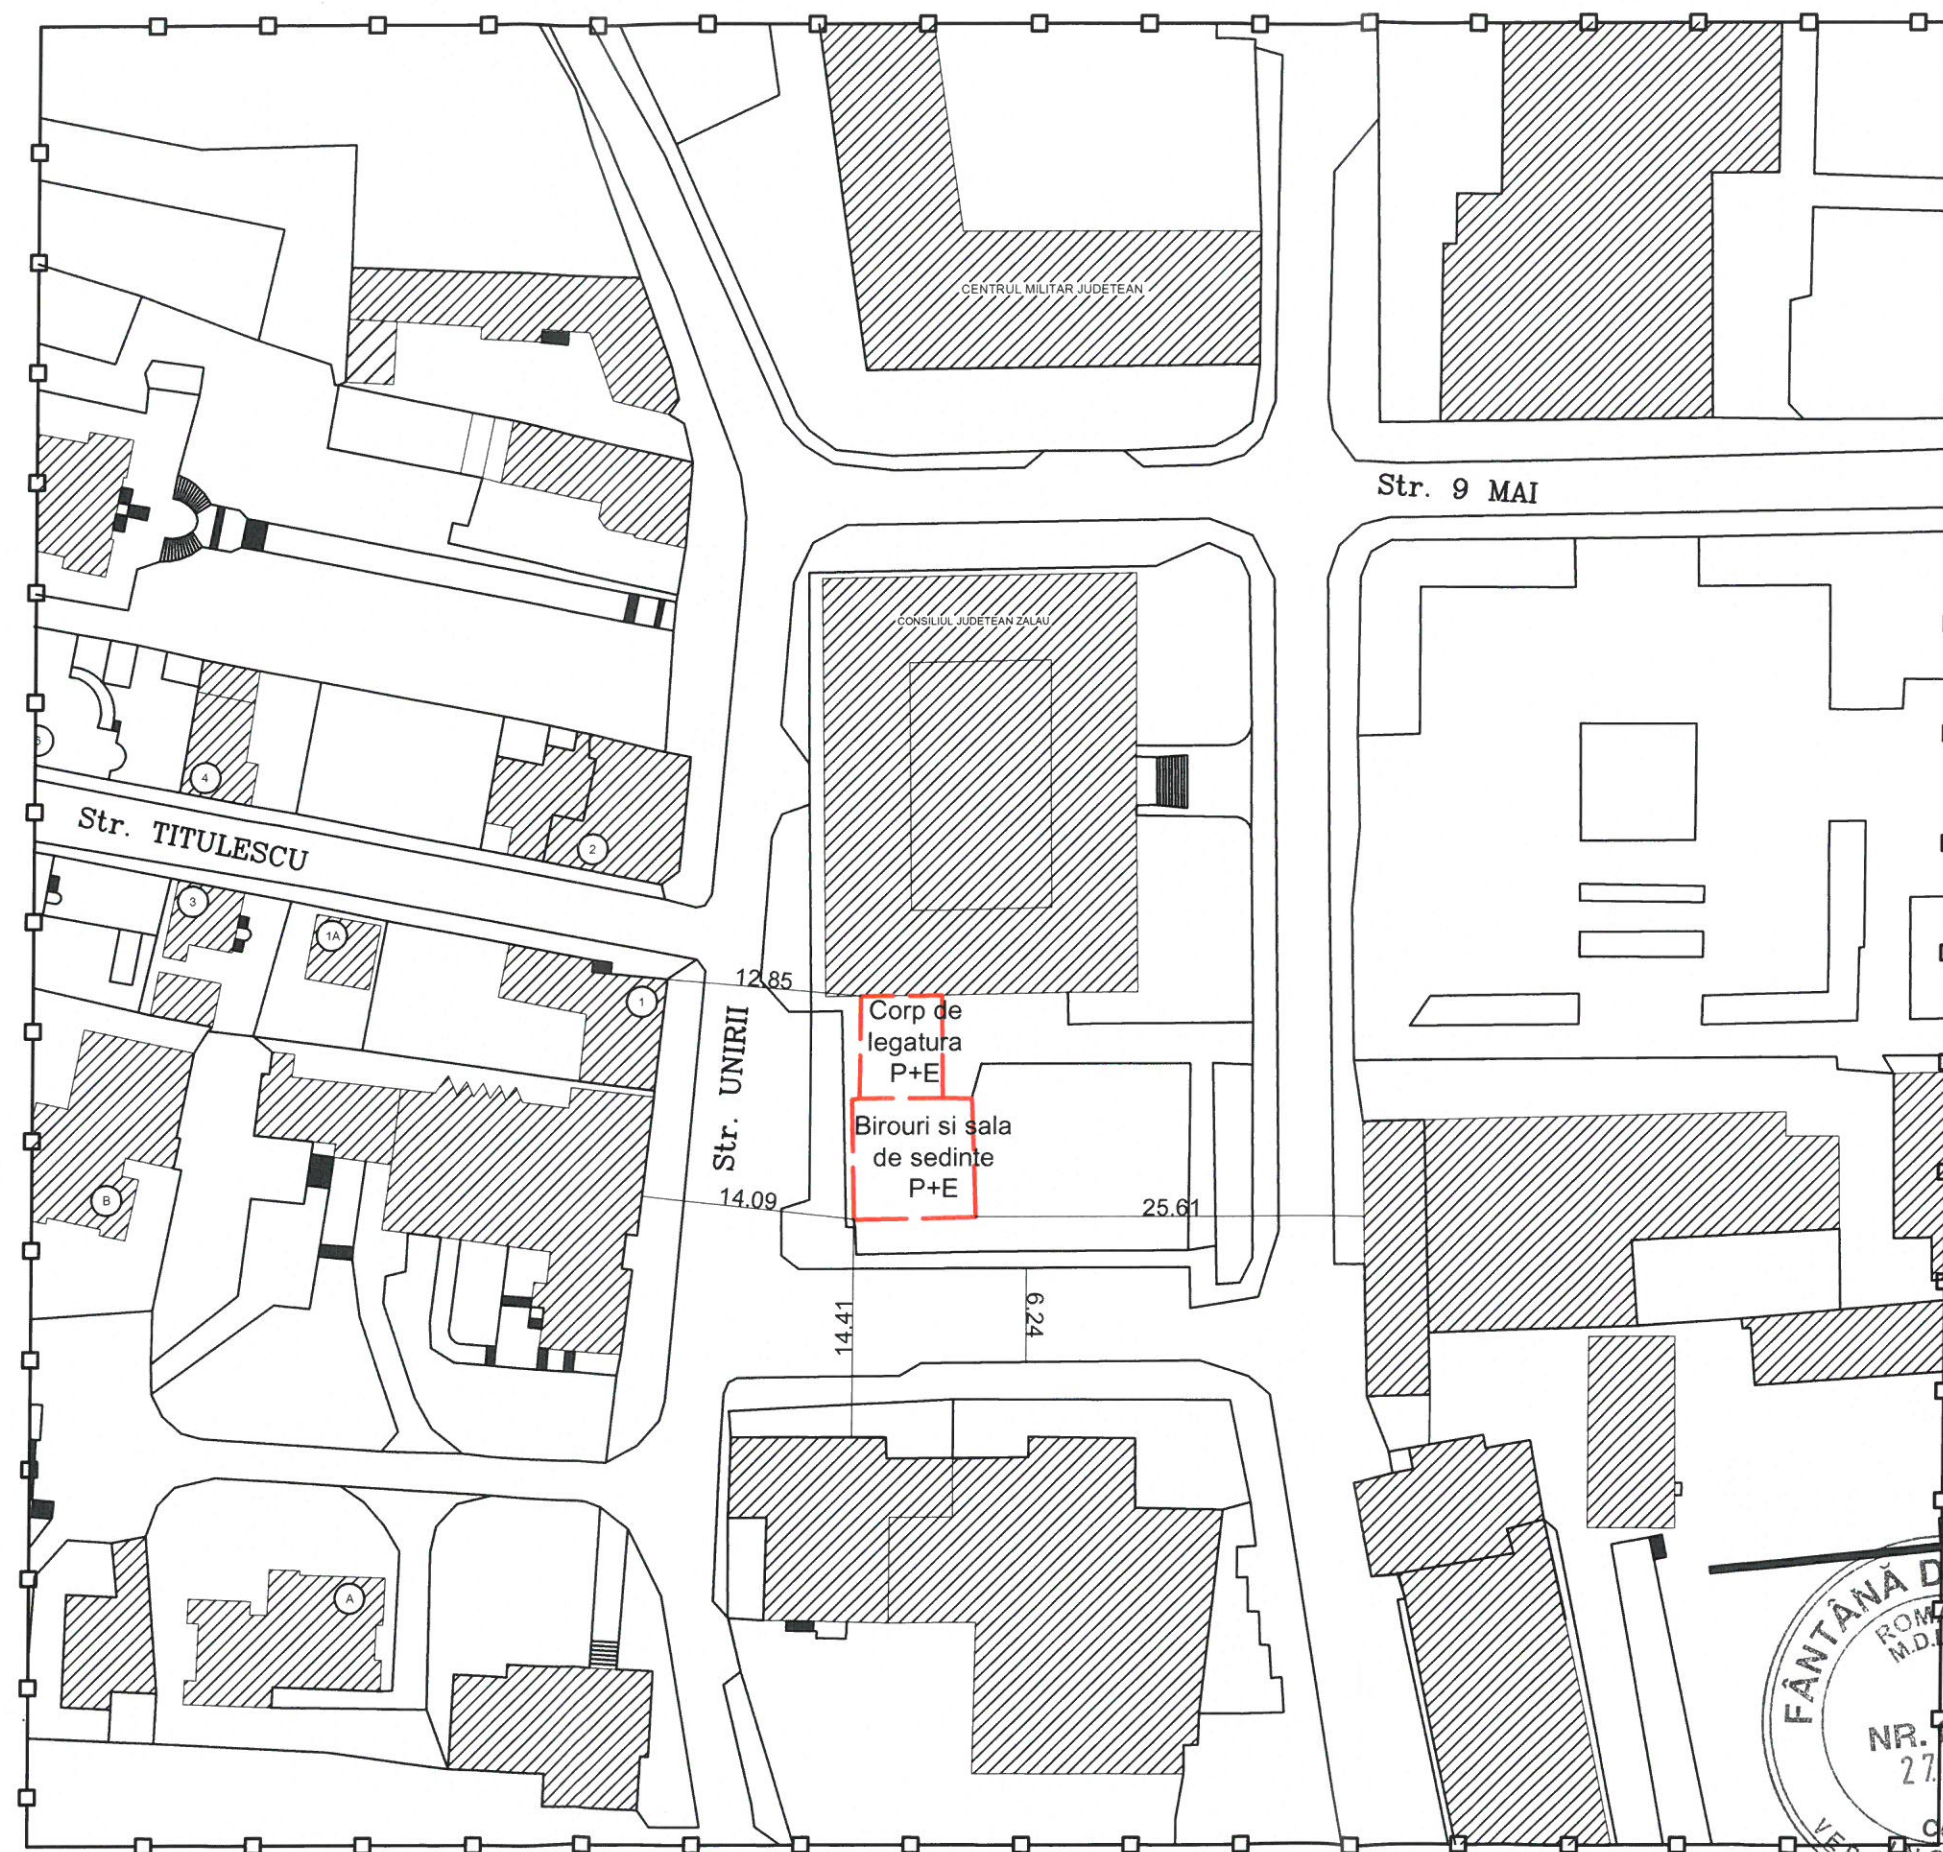 CENTRUL MILITAR JUDETEAN
Str. 9 MAI
CONSILIUL JUDETEAN ZALAU
4
2
Str. TITULESCU
3
1A
1
12.85
Str. UNIRII
Corp de
legatura
P+E
Birouri si sala
de sedinte
P+E
B
14.09
25.61
14.41
6.24
A
FÂNTÂNĂ D
ROM
M.D.
NR.
27.